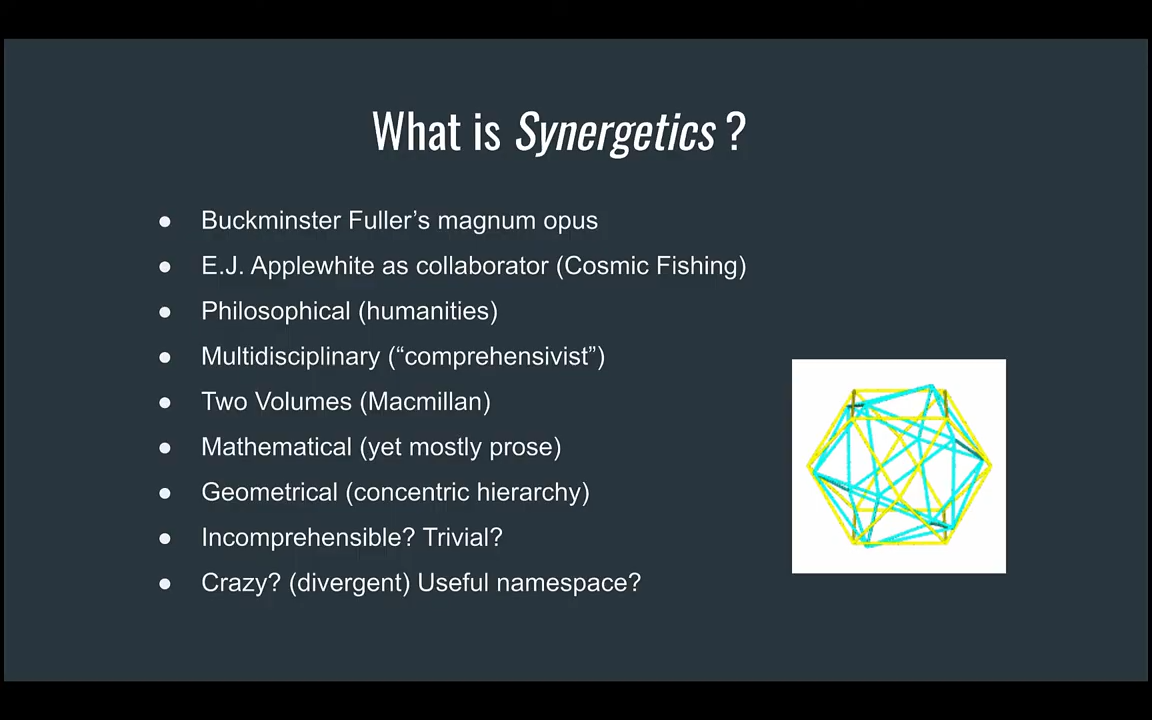 What is Synergetics ?
● Buckminster Fuller’s magnum opus
● E.J. Applewhite as collaborator (Cosmic Fishing)
● Philosophical (humanities)
● Multidisciplinary (“comprehensivist”)
● Two Volumes (Macmillan)
● Mathematical (yet mostly prose)
● Geometrical (concentric hierarchy)
● Incomprehensible? Trivial?
● Crazy? (divergent) Useful namespace?